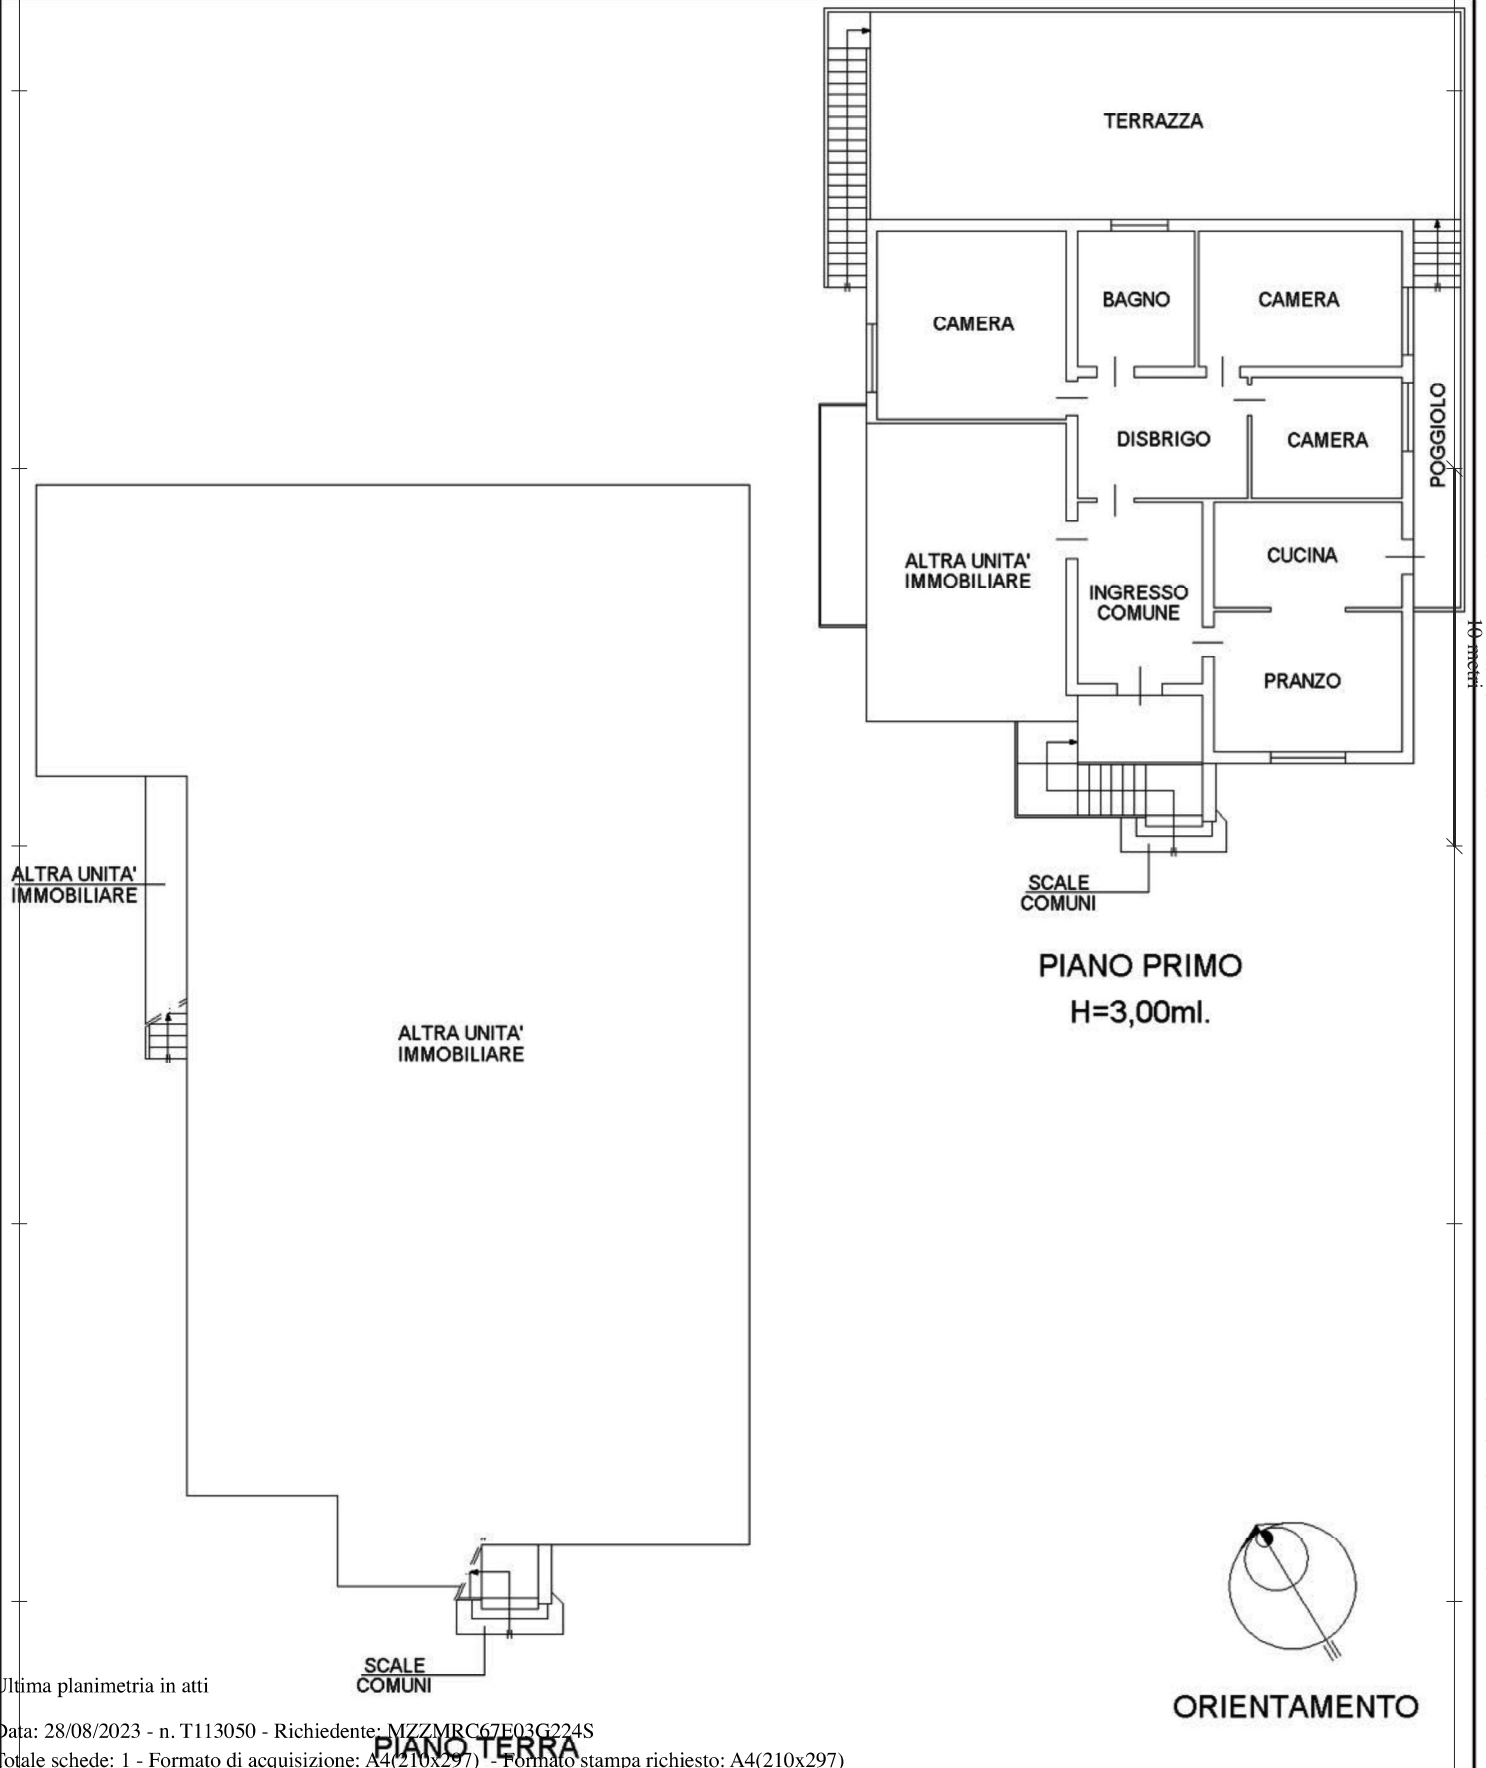 TERRAZZA
CAMERA
BAGNO
CAMERA
DISBRIGO
CAMERA
POGGIOLO
ALTRA UNITA'
IMMOBILIARE
INGRESSO
COMUNE
CUCINA
PRANZO
10 metri
SCALE
COMUNI
PIANO PRIMO
H=3,00ml.
ALTRA UNITA'
IMMOBILIARE
ALTRA UNITA'
IMMOBILIARE
SCALE
COMUNI
ORIENTAMENTO
Ultima planimetria in atti
Data: 28/08/2023 - n. T113050 - Richiedente: MZZMRC67E03G224S
PIANO TERRA
Totale schede: 1 - Formato di acquisizione: A4(210x297) - Formato stampa richiesto: A4(210x297)